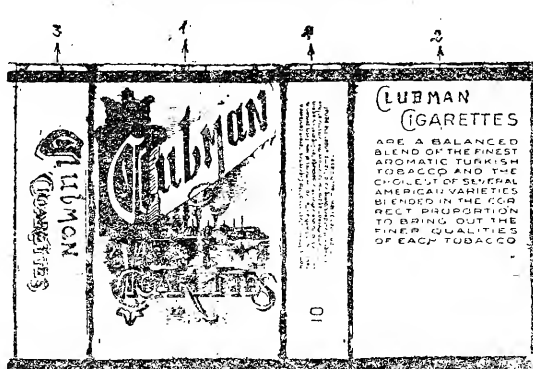 3 1 4 2
Clubman
CIGARETTES
Clubman
CIGARETTES
10
CLUBMAN
CIGARETTES
ARE A BALANCED
BLEND OF THE FINEST
AROMATIC TURKISH
TOBACCO AND THE
CHOICEST OF SEVERAL
AMERICAN VARIETIES
BLENDED IN THE COR
RECT PROPORTION
TO BRING OUT THE
FINER QUALITIES
OF EACH TOBACCO